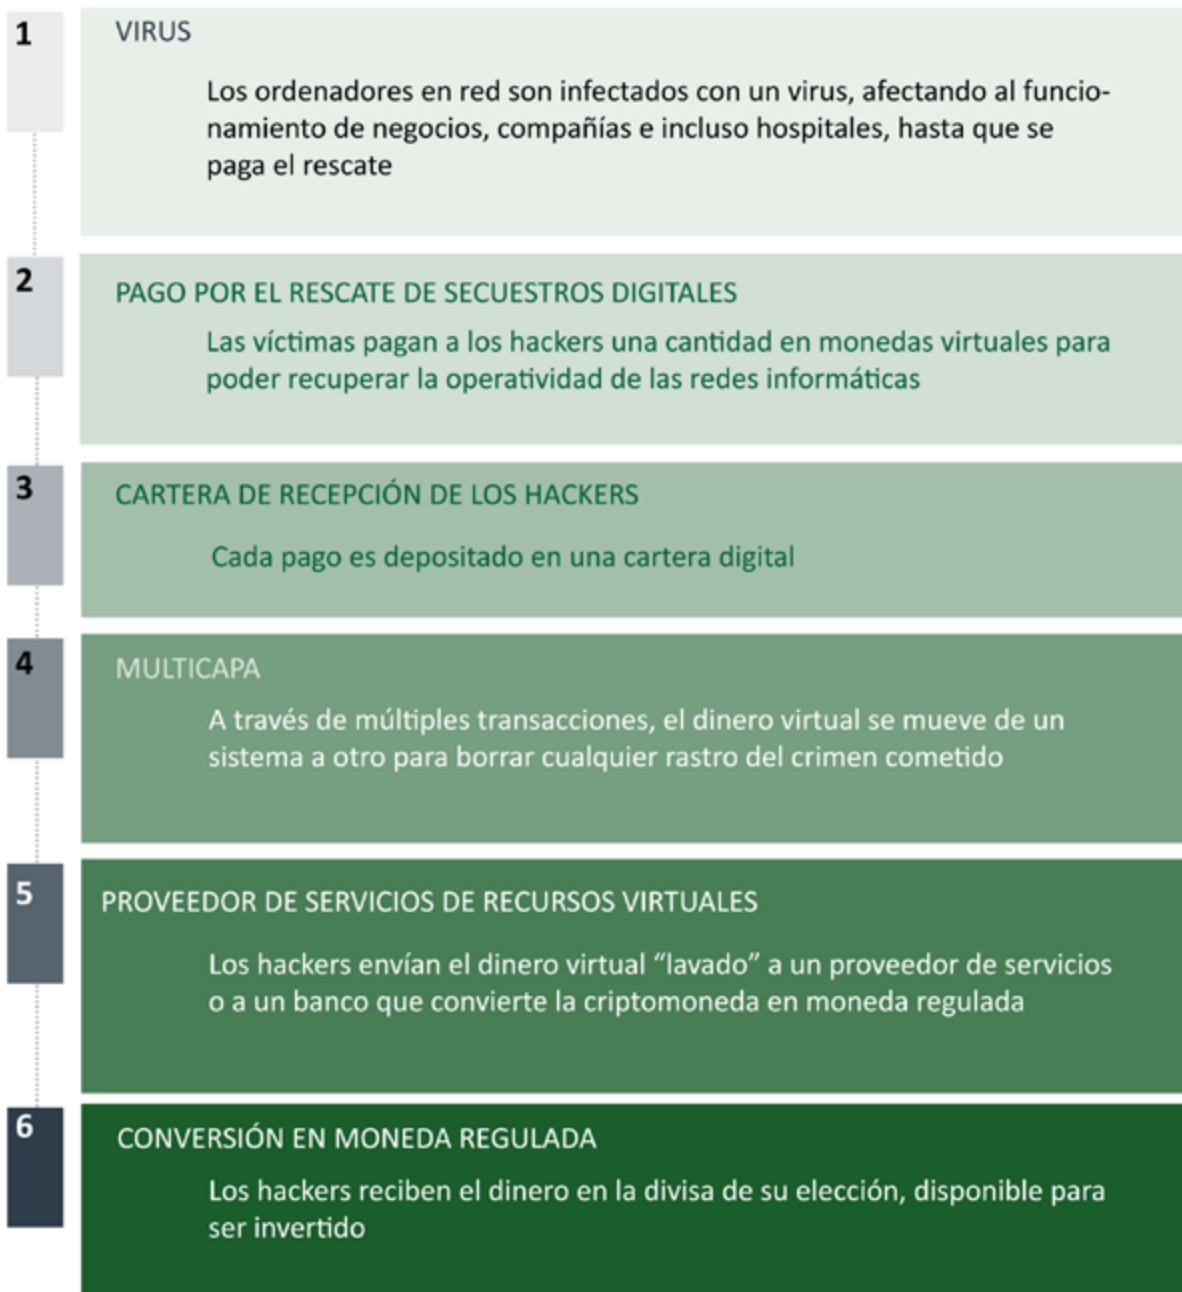 1
VIRUS
Los ordenadores en red son infectados con un virus, afectando al funcio-
namiento de negocios, compañías e incluso hospitales, hasta que se
paga el rescate
2
PAGO POR EL RESCATE DE SECUESTROS DIGITALES
Las víctimas pagan a los hackers una cantidad en monedas virtuales para
poder recuperar la operatividad de las redes informáticas
3
CARTERA DE RECEPCIÓN DE LOS HACKERS
Cada pago es depositado en una cartera digital
4
MULTICAPA
A través de múltiples transacciones, el dinero virtual se mueve de un
sistema a otro para borrar cualquier rastro del crimen cometido
5
PROVEEDOR DE SERVICIOS DE RECURSOS VIRTUALES
Los hackers envían el dinero virtual “lavado” a un proveedor de servicios
o a un banco que convierte la criptomoneda en moneda regulada
6
CONVERSIÓN EN MONEDA REGULADA
Los hackers reciben el dinero en la divisa de su elección, disponible para
ser invertido